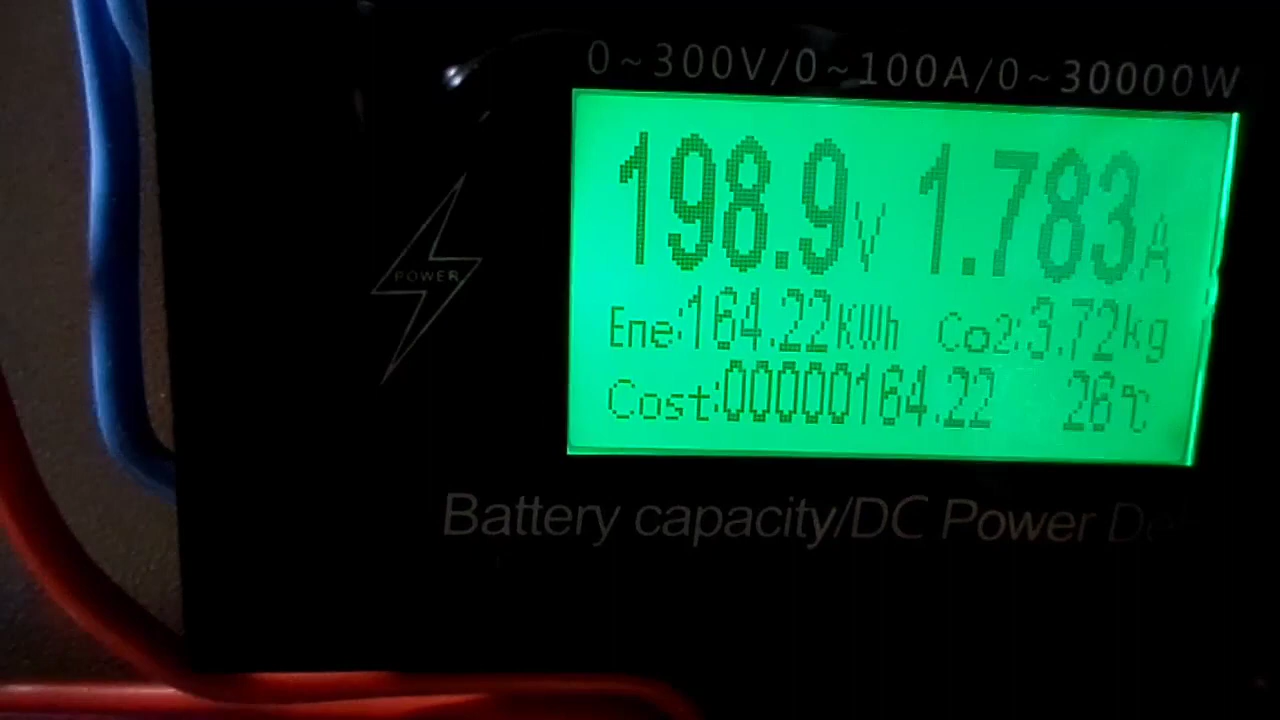 0~300V/0~100A/0~30000W
198.9V 1.783A
Ene:164.22KWh Co2:3.72kg
Cost:00000164.22 26℃
POWER
Battery capacity/DC Power